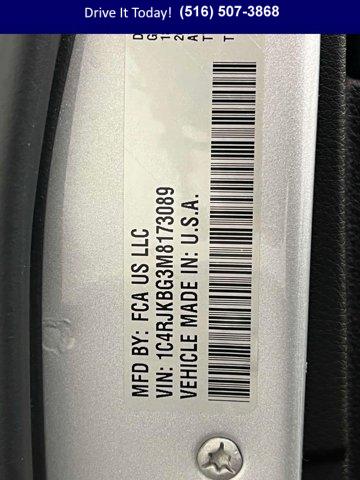 Drive It Today! (516) 507-3868
MFD BY: FCA US LLC
VIN: 1C4RJKBG3M8173089
VEHICLE MADE IN: U.S.A.